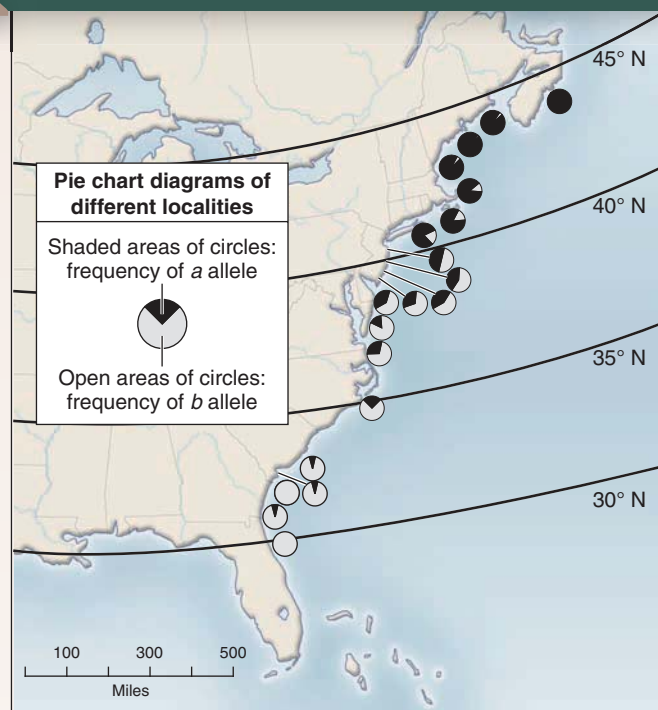 45° N
Pie chart diagrams of
different localities
40° N
Shaded areas of circles:
frequency of a allele
Open areas of circles:
frequency of b allele
35° N
30° N
100 300 500
Miles